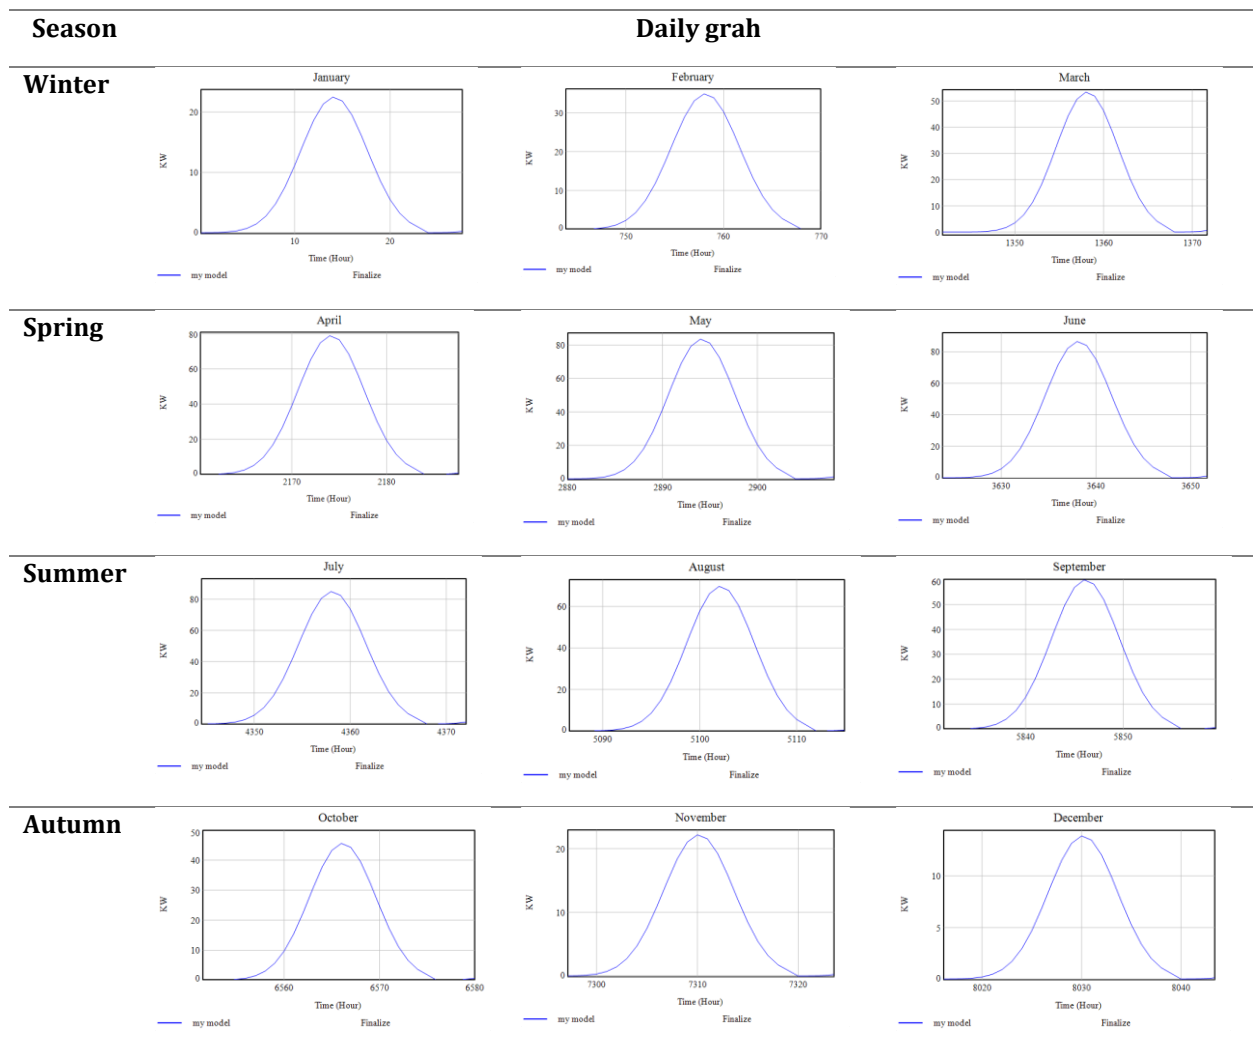 Season Daily grah
Winter
January February March
KW 20 10 0 10 20 Time (Hour)
KW 30 20 10 0 750 760 770 Time (Hour)
KW 50 40 30 20 10 0 1350 1360 1370 Time (Hour)
my model Finalize my model Finalize my model Finalize
Spring
April May June
KW 80 60 40 20 0 2170 2180 Time (Hour)
KW 80 60 40 20 0 2880 2890 2900 Time (Hour)
KW 80 60 40 20 0 3630 3640 3650 Time (Hour)
my model Finalize my model Finalize my model Finalize
Summer
July August September
KW 80 60 40 20 0 4350 4360 4370 Time (Hour)
KW 60 40 20 0 5090 5100 5110 Time (Hour)
KW 60 50 40 30 20 10 0 5840 5850 Time (Hour)
my model Finalize my model Finalize my model Finalize
Autumn
October November December
KW 50 40 30 20 10 0 6560 6570 6580 Time (Hour)
KW 20 10 0 7300 7310 7320 Time (Hour)
KW 10 5 0 8020 8030 8040 Time (Hour)
my model Finalize my model Finalize my model Finalize